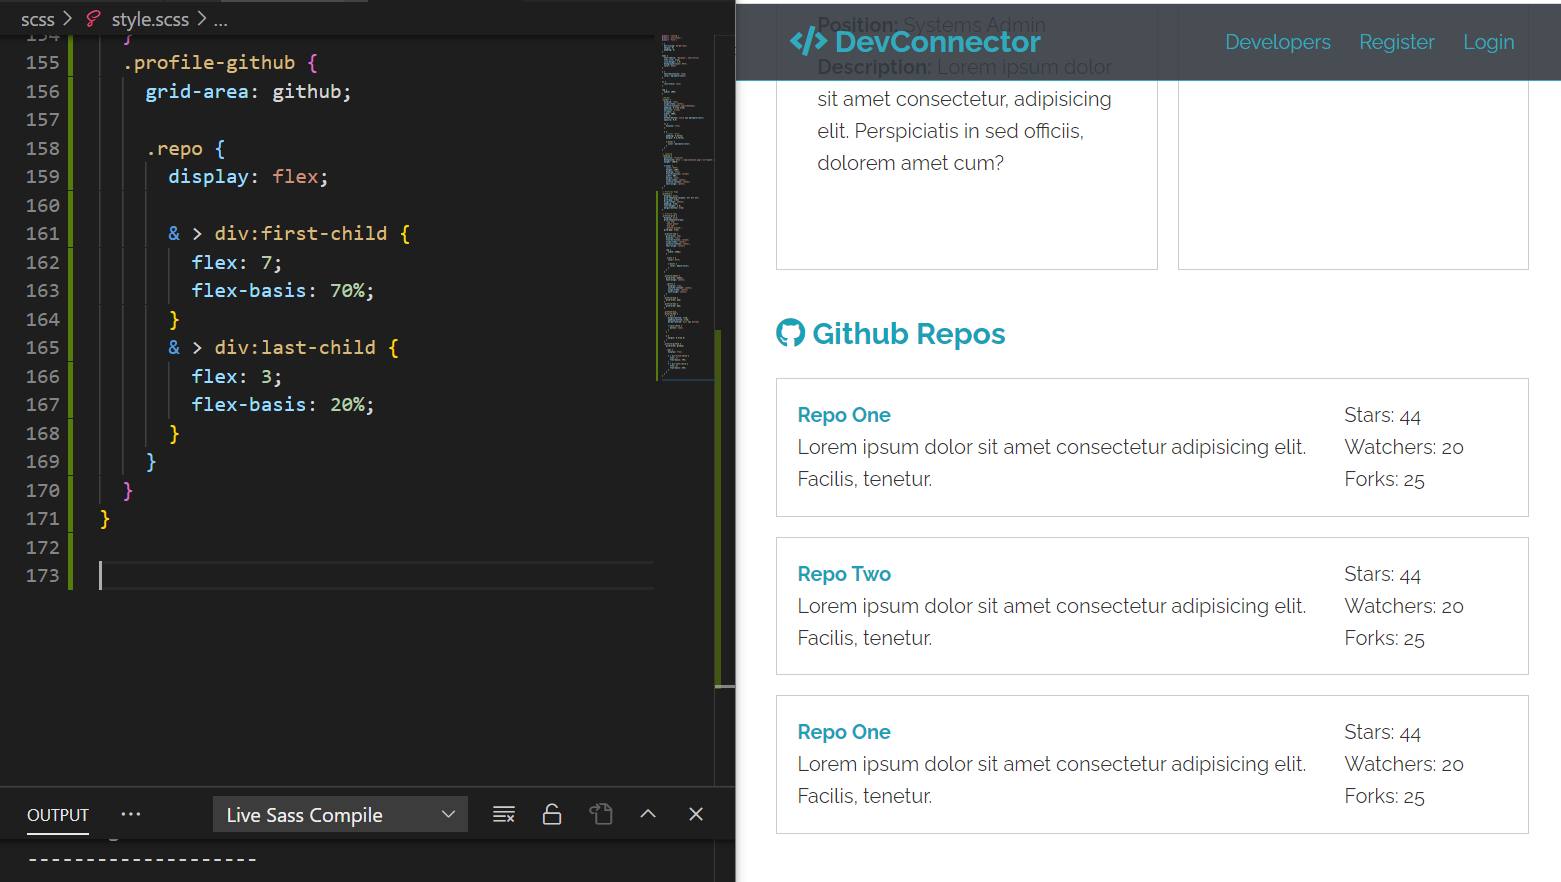 scss > style.scss > ...
154 }
155 .profile-github {
156 grid-area: github;
157
158 .repo {
159 display: flex;
160
161 & > div:first-child {
162 flex: 7;
163 flex-basis: 70%;
164 }
165 & > div:last-child {
166 flex: 3;
167 flex-basis: 20%;
168 }
169 }
170 }
171 }
172
173
OUTPUT ... Live Sass Compile
--------------------
Position: Systems Admin
</> DevConnector Developers Register Login
Description: Lorem ipsum dolor
sit amet consectetur, adipisicing
elit. Perspiciatis in sed officiis,
dolorem amet cum?
Github Repos
Repo One Stars: 44
Lorem ipsum dolor sit amet consectetur adipisicing elit. Watchers: 20
Facilis, tenetur. Forks: 25
Repo Two Stars: 44
Lorem ipsum dolor sit amet consectetur adipisicing elit. Watchers: 20
Facilis, tenetur. Forks: 25
Repo One Stars: 44
Lorem ipsum dolor sit amet consectetur adipisicing elit. Watchers: 20
Facilis, tenetur. Forks: 25